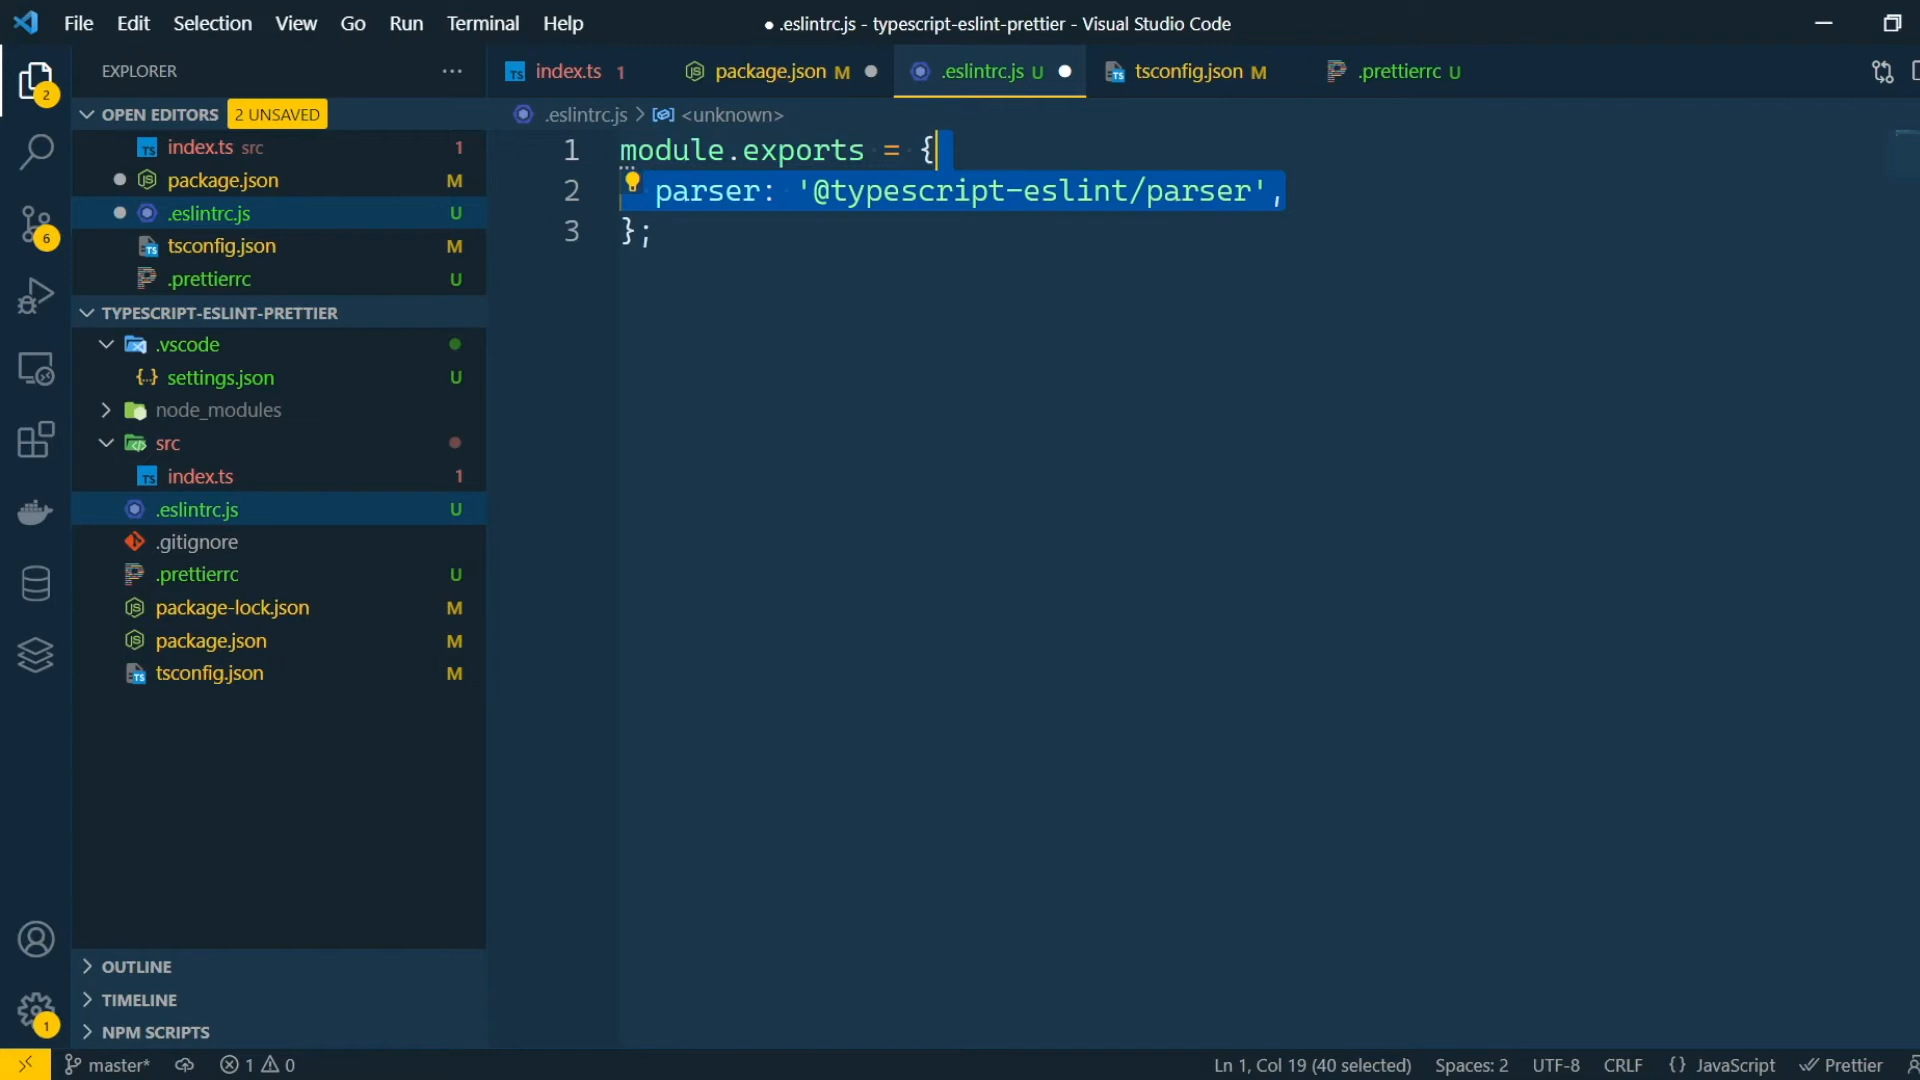 File Edit Selection View Go Run Terminal Help
● .eslintrc.js - typescript-eslint-prettier - Visual Studio Code
EXPLORER
OPEN EDITORS 2 UNSAVED
index.ts src 1
package.json M
.eslintrc.js U
tsconfig.json M
.prettierrc U
TYPESCRIPT-ESLINT-PRETTIER
.vscode
settings.json U
node_modules
src
index.ts 1
.eslintrc.js U
.gitignore
.prettierrc U
package-lock.json M
package.json M
tsconfig.json M
OUTLINE
TIMELINE
NPM SCRIPTS
2
6
1
index.ts 1 package.json M .eslintrc.js U tsconfig.json M .prettierrc U
.eslintrc.js > <unknown>
1 module.exports = {
2 parser: '@typescript-eslint/parser',
3 };
master* 1 0 Ln 1, Col 19 (40 selected) Spaces: 2 UTF-8 CRLF {} JavaScript Prettier